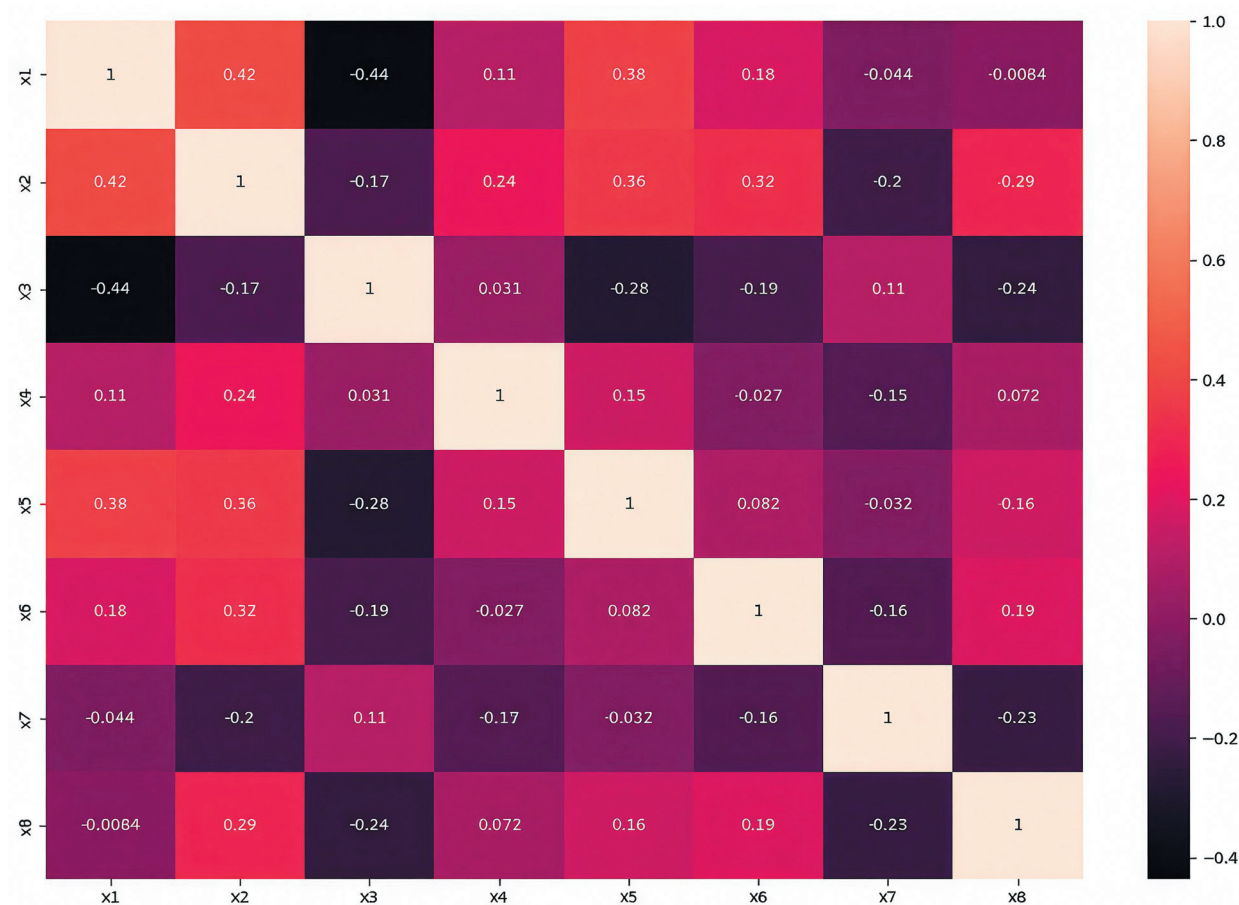 x1 1 0.42 -0.44 0.11 0.38 0.18 -0.044 -0.0084
x2 0.42 1 -0.17 0.24 0.36 0.32 -0.2 -0.29
x3 -0.44 -0.17 1 0.031 -0.28 -0.19 0.11 -0.24
x4 0.11 0.24 0.031 1 0.15 -0.027 -0.15 0.072
x5 0.38 0.36 -0.28 0.15 1 0.082 -0.032 -0.16
x6 0.18 0.32 -0.19 -0.027 0.082 1 -0.16 0.19
x7 -0.044 -0.2 0.11 -0.17 -0.032 -0.16 1 -0.23
x8 -0.0084 0.29 -0.24 0.072 0.16 0.19 -0.23 1
x1 x2 x3 x4 x5 x6 x7 x8
1.0
0.8
0.6
0.4
0.2
0.0
−0.2
−0.4